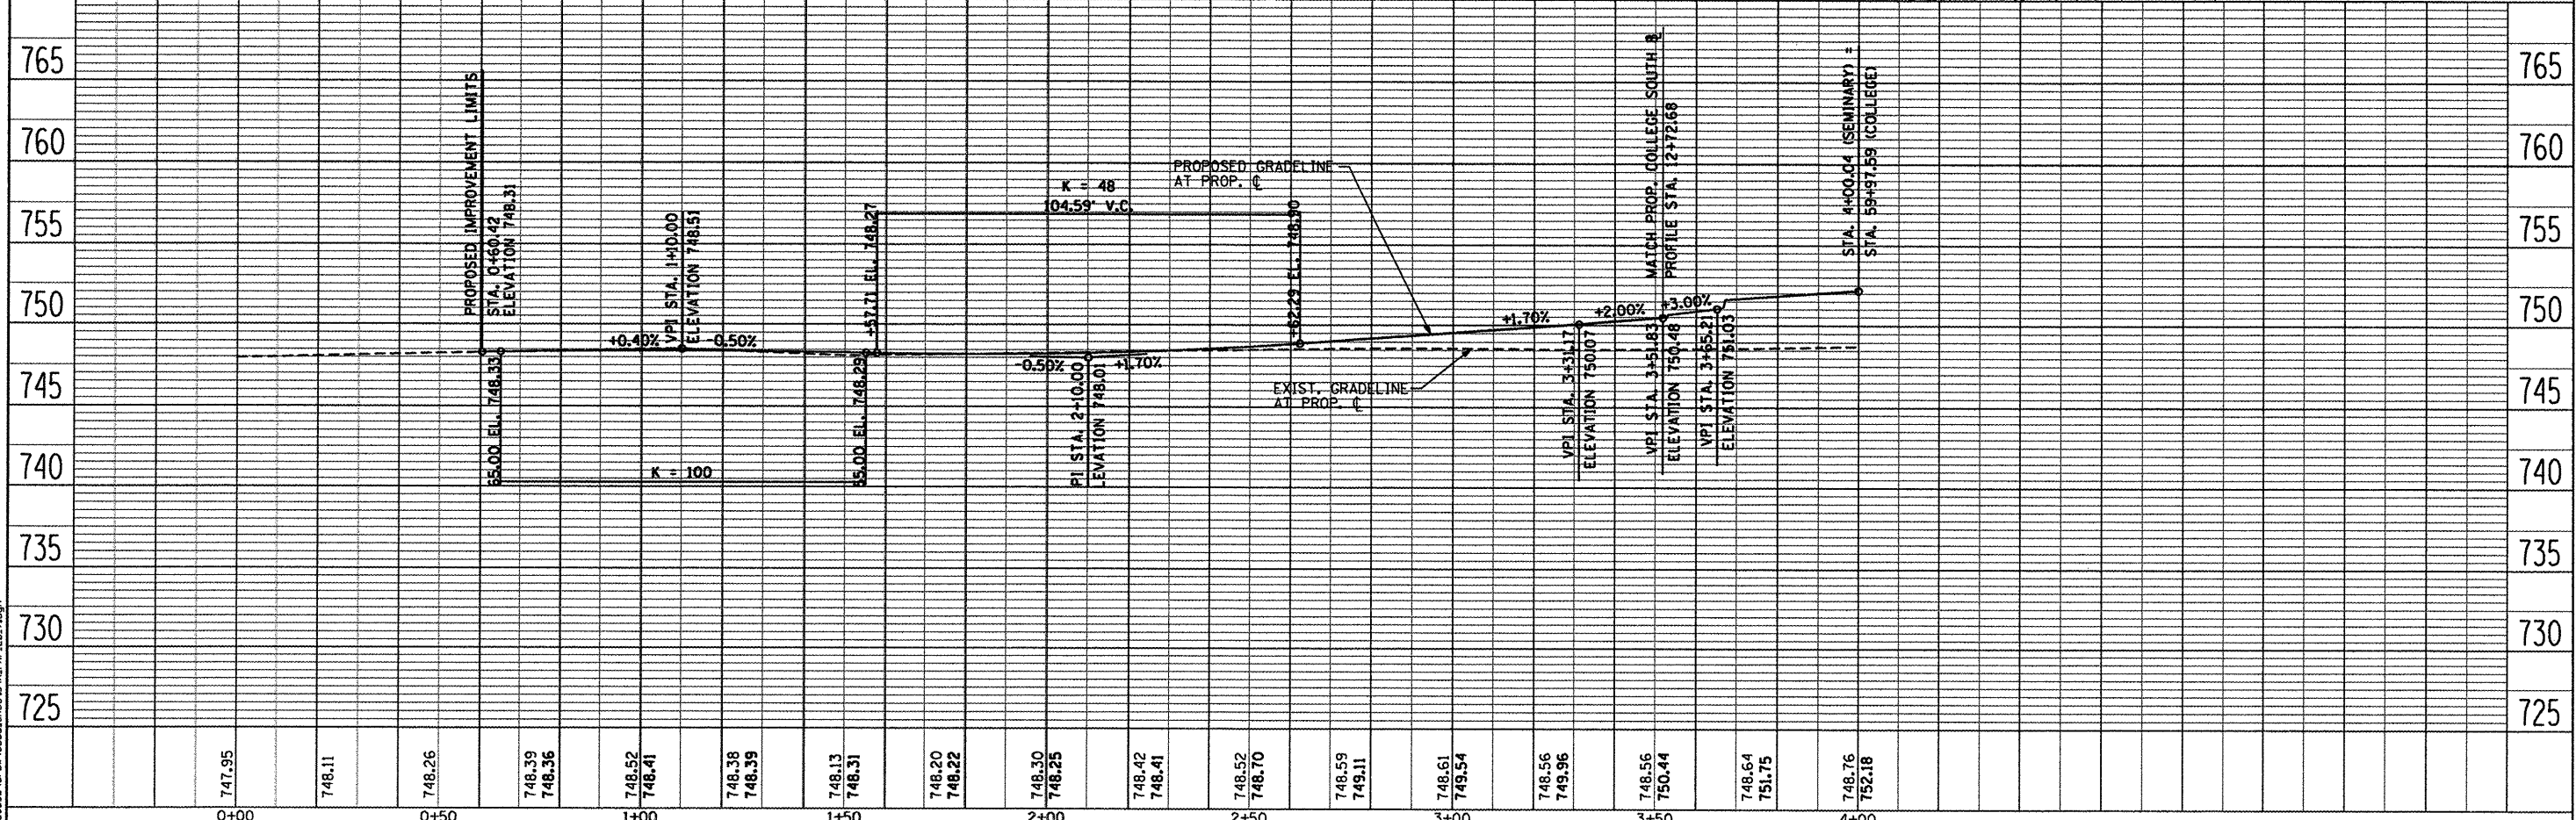 765
760
755
750
745
740
735
730
725
765
760
755
750
745
740
735
730
725
PROPOSED IMPROVEMENT LIMITS
STA. 0+60.42
ELEVATION 748.31
65.00 EL. 748.33
+0.40%
VPI STA. 1+10.00
ELEVATION 748.51
-0.50%
K = 100
55.00 EL. 748.29
+57.71 EL. 748.27
K = 48
104.59' V.C.
-0.50%
PI STA. 2+10.00
LEVATION 748.01
+1.70%
+62.29 EL. 748.90
PROPOSED GRADELINE
AT PROP. ℄
EXIST. GRADELINE
AT PROP. ℄
+1.70%
VPI STA. 3+31.17
ELEVATION 750.07
+2.00%
MATCH PROP. COLLEGE SOUTH
PROFILE STA. 12+72.68
VPI STA. 3+51.83
ELEVATION 750.48
+3.00%
VPI STA. 3+65.21
ELEVATION 751.03
STA. 4+00.04 (SEMINARY) =
STA. 59+97.59 (COLLEGE)
747.95
748.11
748.26
748.39
748.36
748.52
748.41
748.38
748.39
748.13
748.31
748.20
748.22
748.30
748.25
748.42
748.41
748.52
748.70
748.59
749.11
748.61
749.54
748.56
749.96
748.56
750.44
748.64
751.75
748.76
752.18
0+00
0+50
1+00
1+50
2+00
2+50
3+00
3+50
4+00